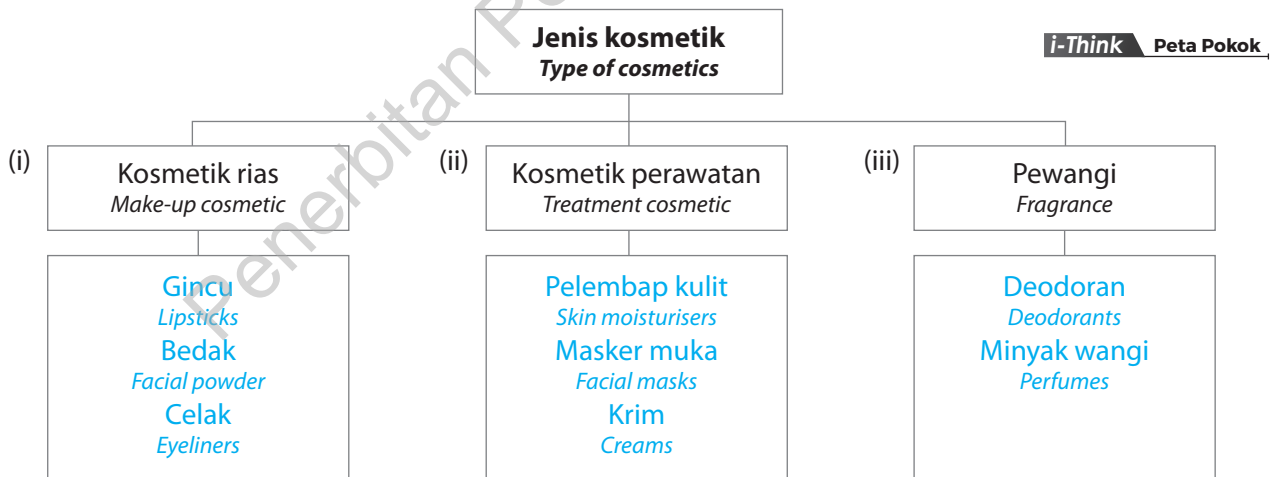 Jenis kosmetik
Type of cosmetics
i-Think Peta Pokok
(i)
Kosmetik rias
Make-up cosmetic
(ii)
Kosmetik perawatan
Treatment cosmetic
(iii)
Pewangi
Fragrance
Gincu
Lipsticks
Bedak
Facial powder
Celak
Eyeliners
Pelembap kulit
Skin moisturisers
Masker muka
Facial masks
Krim
Creams
Deodoran
Deodorants
Minyak wangi
Perfumes
Penerbitan